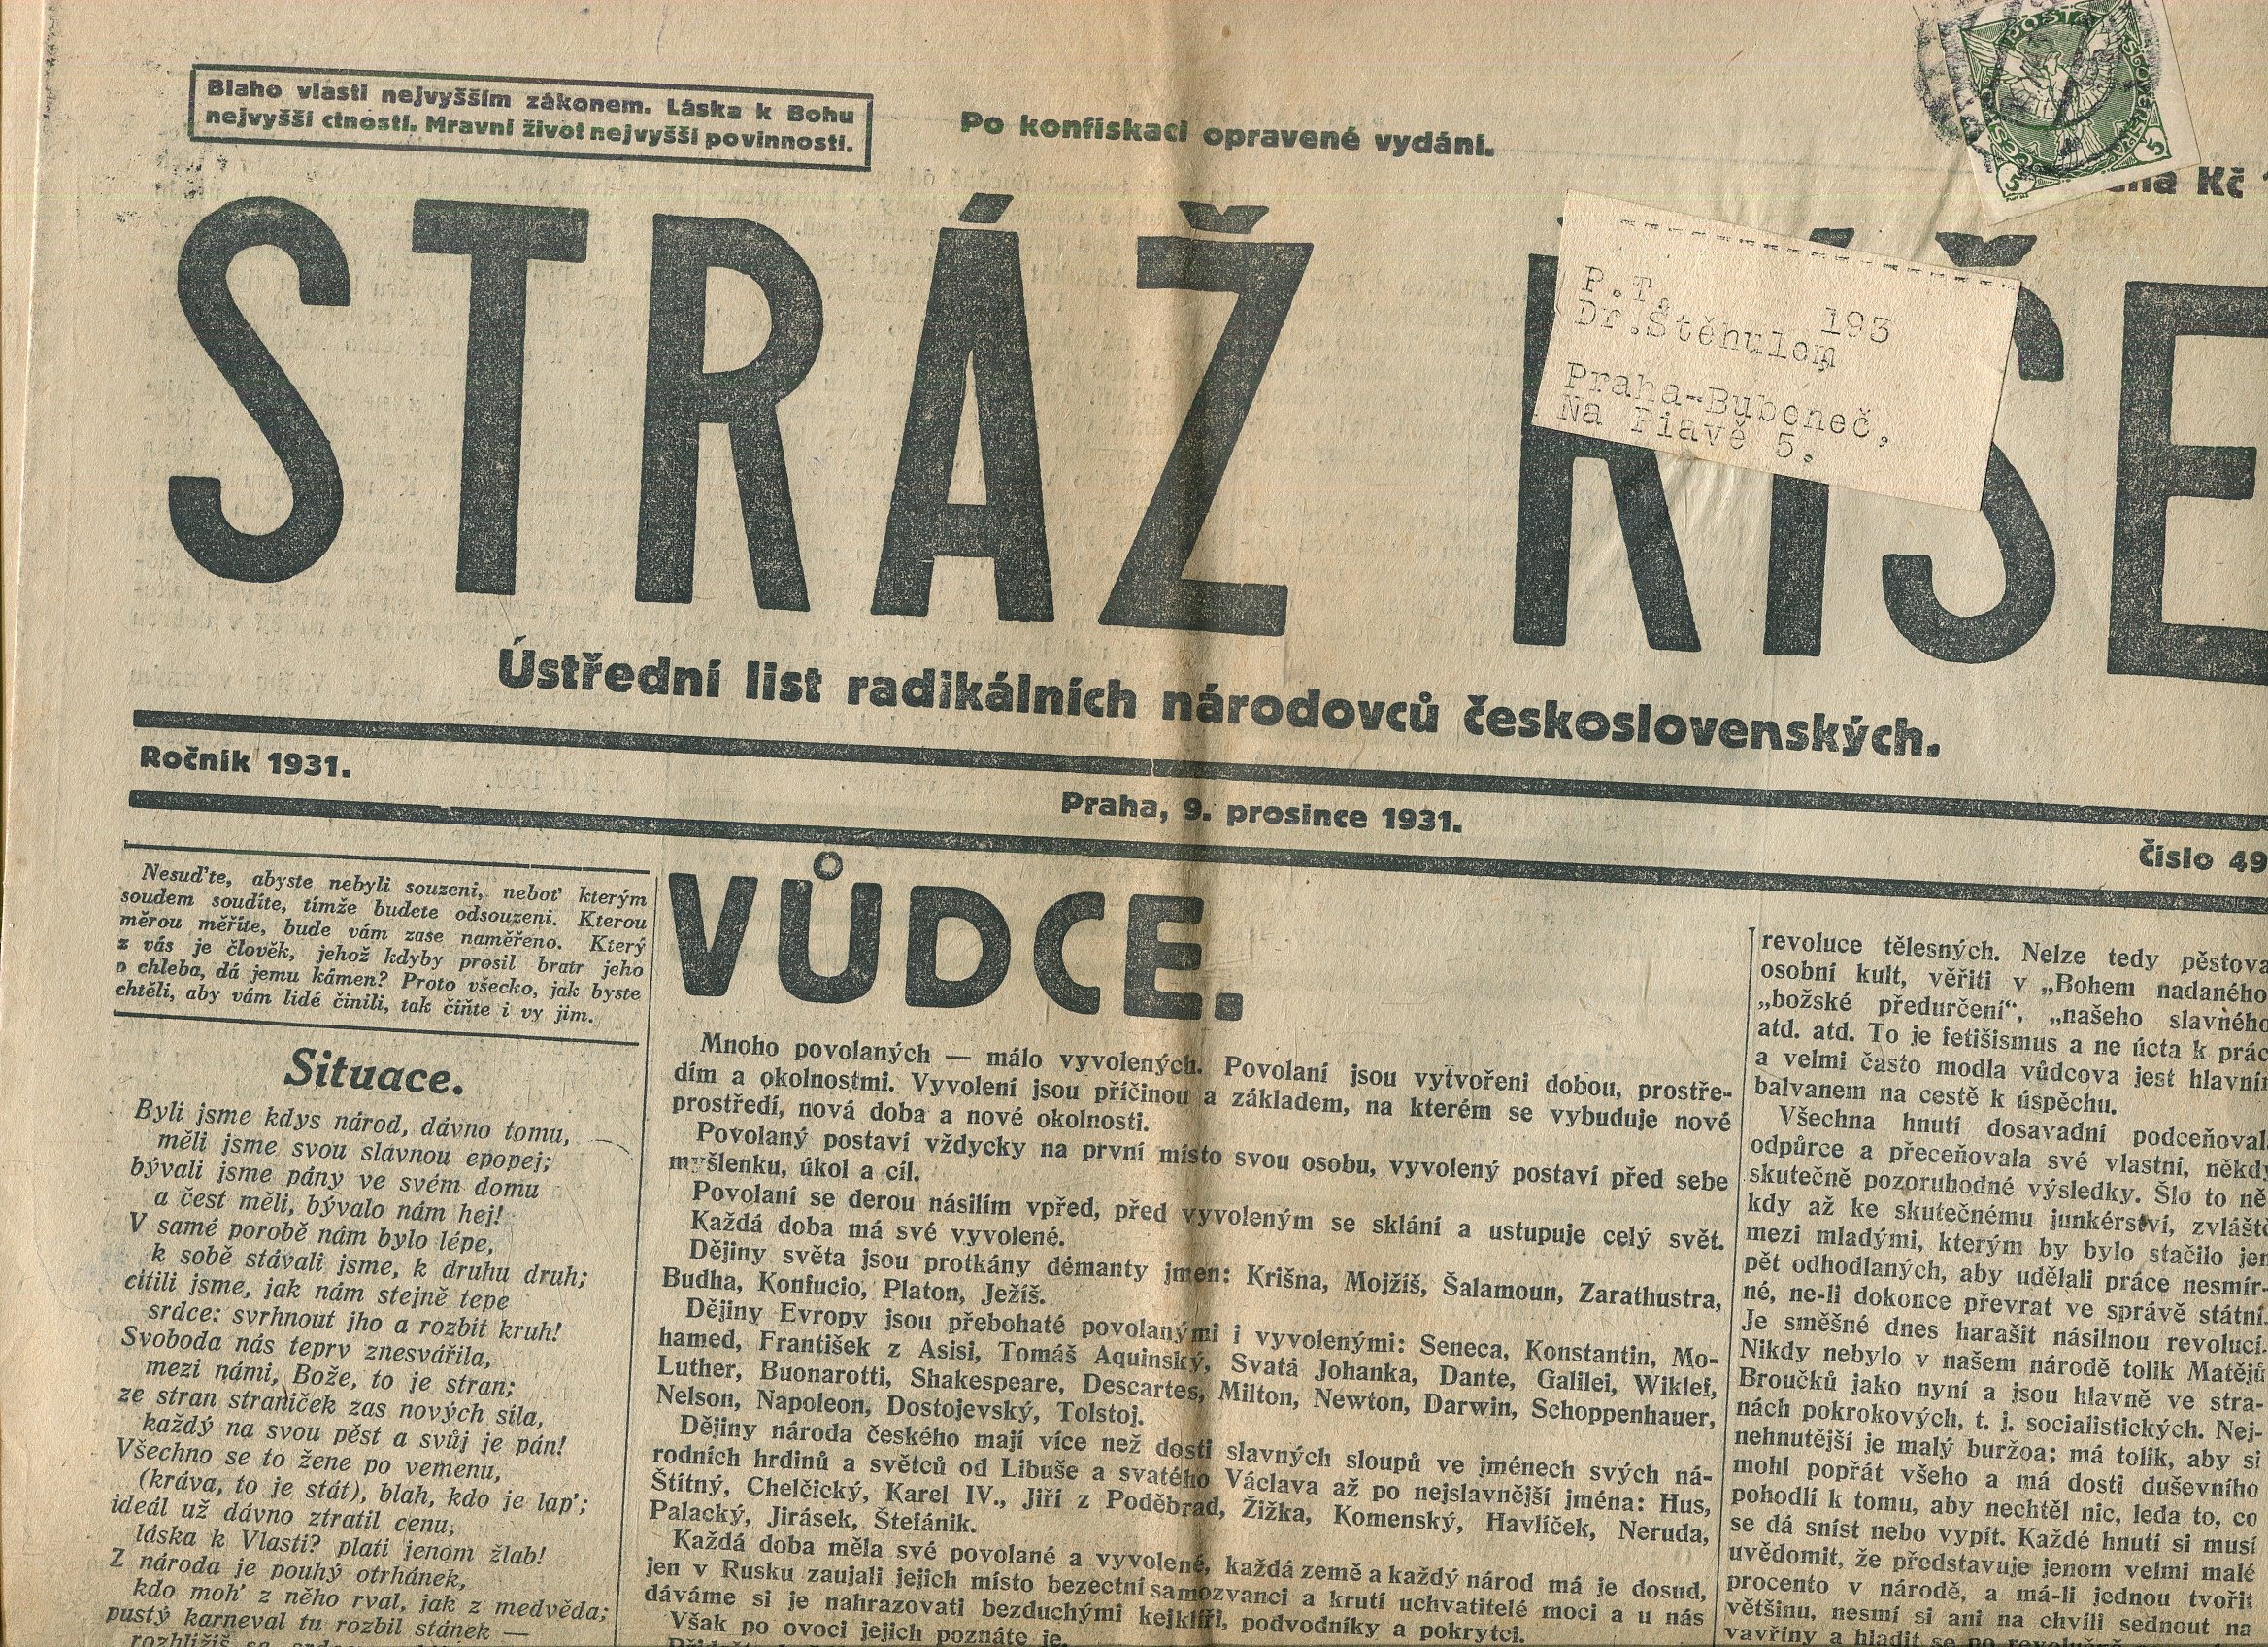 Blaho vlasti nejvyšším zákonem. Láska k Bohu
nejvyšší ctností. Mravní život nejvyšší povinností.
Po konfiskaci opravené vydání.
POSTA
ČESKOSLOVENSKÁ
5 5
Kč 1
STRÁŽ ŘÍŠE
P.T. 193
Dr.Štěhulem
Praha-Buboneč,
Na Piavě 5.
Ústřední list radikálních národovců československých.
Ročník 1931.
Praha, 9. prosince 1931.
Číslo 49
Nesuďte, abyste nebyli souzeni, neboť kterým
soudem soudíte, tímže budete odsouzeni. Kterou
měrou měříte, bude vám zase naměřeno. Který
z vás je člověk, jehož kdyby prosil bratr jeho
o chleba, dá jemu kámen? Proto všecko, jak byste
chtěli, aby vám lidé činili, tak čiňte i vy jim.
Situace.
Byli jsme kdys národ, dávno tomu,
měli jsme svou slávnou epopej;
bývali jsme pány ve svém domu
a čest měli, bývalo nám hej!
V samé porobě nám bylo lépe,
k sobě stávali jsme, k druhu druh;
cítili jsme, jak nám stejně tepe
srdce: svrhnout jho a rozbít kruh!
Svoboda nás teprv znesvářila,
mezi námi, Bože, to je stran;
ze stran straniček zas nových síla,
každý na svou pěst a svůj je pán!
Všechno se to žene po vemenu,
(kráva, to je stát), blah, kdo je lap';
ideál už dávno ztratil cenu,
láska k Vlasti? platí jenom žlab!
Z národa je pouhý otrhánek,
kdo moh' z něho rval, jak z medvěda;
pustý karneval tu rozbil stánek —
VŮDCE.
Mnoho povolaných — málo vyvolených. Povolaní jsou vytvořeni dobou, prostře-
dím a okolnostmi. Vyvolení jsou příčinou a základem, na kterém se vybuduje nové
prostředí, nová doba a nové okolnosti.
Povolaný postaví vždycky na první místo svou osobu, vyvolený postaví před sebe
myšlenku, úkol a cíl.
Povolaní se derou násilím vpřed, před vyvoleným se sklání a ustupuje celý svět.
Každá doba má své vyvolené.
Dějiny světa jsou protkány démanty jmen: Krišna, Mojžíš, Šalamoun, Zarathustra,
Budha, Konfucio, Platon, Ježíš.
Dějiny Evropy jsou přebohaté povolanými i vyvolenými: Seneca, Konstantin, Mo-
hamed, František z Asisi, Tomáš Aquinský, Svatá Johanka, Dante, Galilei, Wiklef,
Luther, Buonarotti, Shakespeare, Descartes, Milton, Newton, Darwin, Schoppenhauer,
Nelson, Napoleon, Dostojevský, Tolstoj.
Dějiny národa českého mají více než dosti slavných sloupů ve jménech svých ná-
rodních hrdinů a světců od Libuše a svatého Václava až po nejslavnější jména: Hus,
Štítný, Chelčický, Karel IV., Jiří z Poděbrad, Žižka, Komenský, Havlíček, Neruda,
Palacký, Jirásek, Štefánik.
Každá doba měla své povolané a vyvolené, každá země a každý národ má je dosud,
jen v Rusku zaujali jejich místo bezectní samozvanci a krutí uchvatitelé moci a u nás
dáváme si je nahrazovati bezduchými kejklíři, podvodníky a pokrytci.
Však po ovoci jejich poznáte je.
revoluce tělesných. Nelze tedy pěstova
osobní kult, věřiti v „Bohem nadaného
„božské předurčení“, „našeho slavného
atd. atd. To je fetišismus a ne úcta k prác
a velmi často modla vůdcova jest hlavním
balvanem na cestě k úspěchu.
Všechna hnutí dosavadní podceňoval
odpůrce a přeceňovala své vlastní, někdy
skutečně pozoruhodné výsledky. Šlo to ně
kdy až ke skutečnému junkérství, zvláště
mezi mladými, kterým by bylo stačilo jen
pět odhodlaných, aby udělali práce nesmír-
né, ne-li dokonce převrat ve správě státní.
Je směšné dnes harašit násilnou revolucí.
Nikdy nebylo v našem národě tolik Matějů
Broučků jako nyní a jsou hlavně ve stra-
nách pokrokových, t. j. socialistických. Nej-
nehnutější je malý buržoa; má tolik, aby si
mohl popřát všeho a má dosti duševního
pohodlí k tomu, aby nechtěl nic, leda to, co
se dá sníst nebo vypít. Každé hnutí si musí
uvědomit, že představuje jenom velmi malé
procento v národě, a má-li jednou tvořit
většinu, nesmí si ani na chvíli sednout na
vavříny a hladit se po